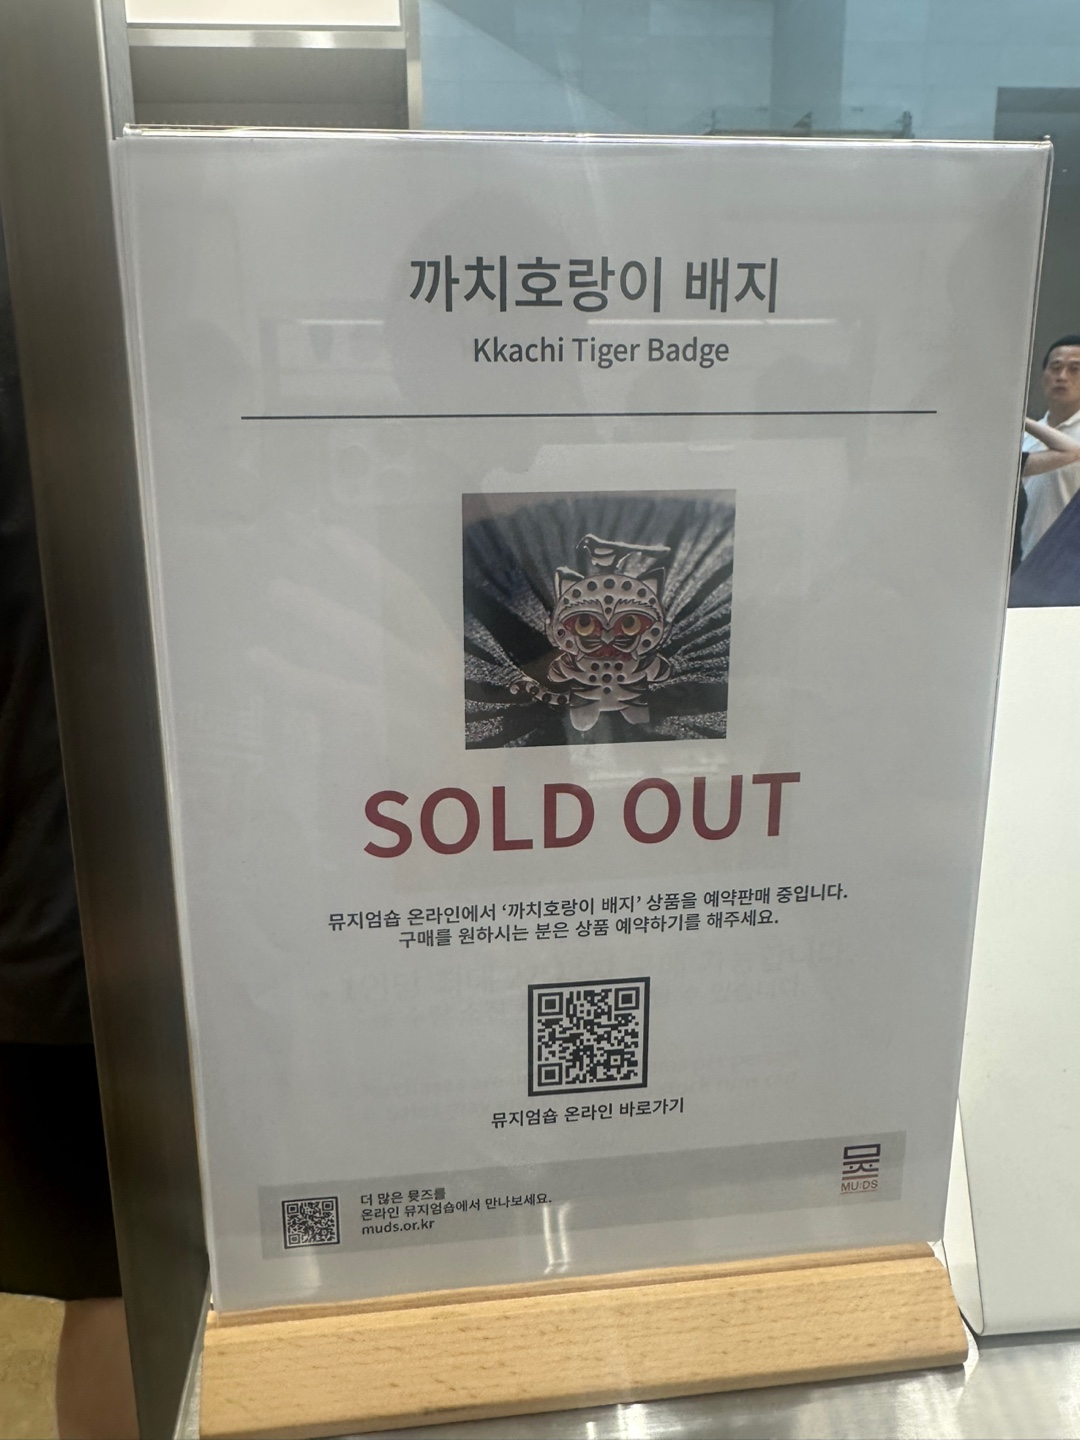 까치호랑이 배지
Kkachi Tiger Badge
SOLD OUT
뮤지엄숍 온라인에서 ‘까치호랑이 배지’ 상품을 예약판매 중입니다.
구매를 원하시는 분은 상품 예약하기를 해주세요.
뮤지엄숍 온라인 바로가기
더 많은 뮷즈를
온라인 뮤지엄숍에서 만나보세요.
muds.or.kr
뮷
MU:DS